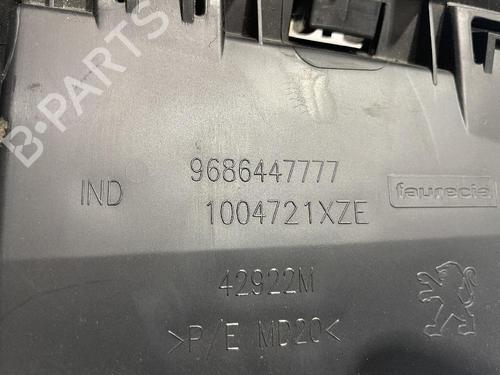 B-PARTS
9686447777
IND
faurecia
1004721XZE
42922M
>P/E MD20<